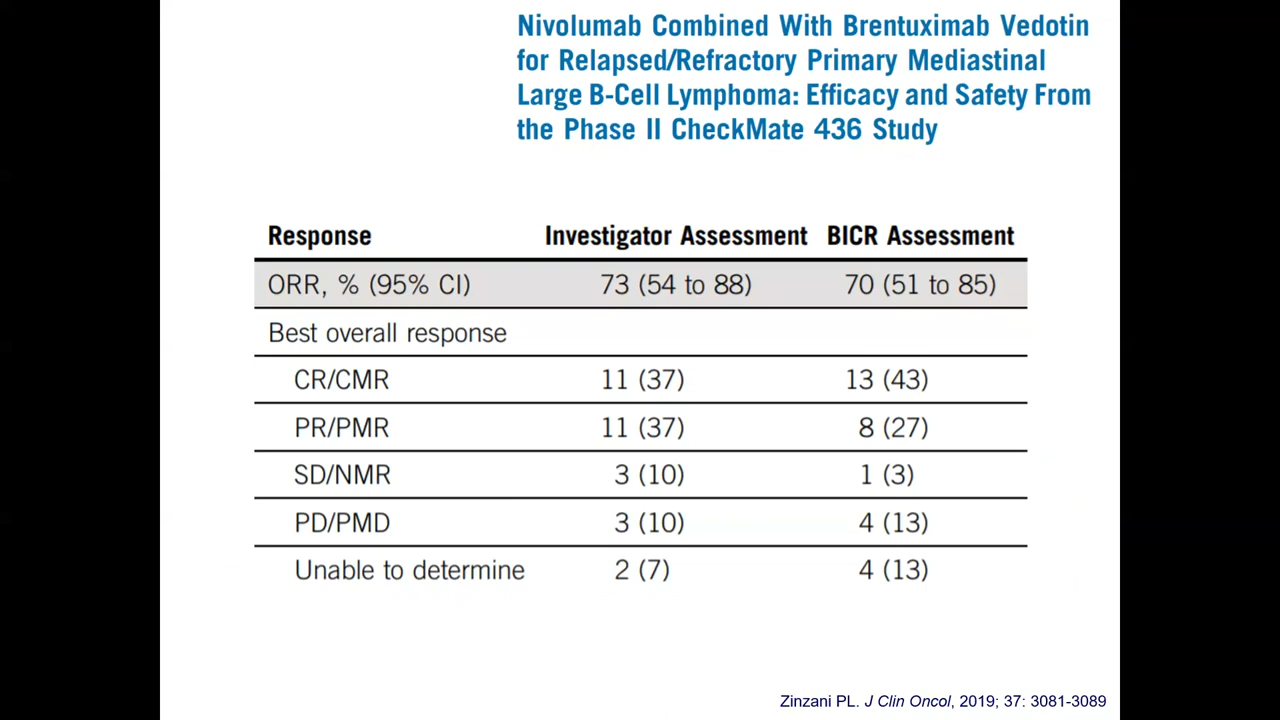 Nivolumab Combined With Brentuximab Vedotin
for Relapsed/Refractory Primary Mediastinal
Large B-Cell Lymphoma: Efficacy and Safety From
the Phase II CheckMate 436 Study
Response Investigator Assessment BICR Assessment
ORR, % (95% CI) 73 (54 to 88) 70 (51 to 85)
Best overall response
CR/CMR 11 (37) 13 (43)
PR/PMR 11 (37) 8 (27)
SD/NMR 3 (10) 1 (3)
PD/PMD 3 (10) 4 (13)
Unable to determine 2 (7) 4 (13)
Zinzani PL. J Clin Oncol, 2019; 37: 3081-3089